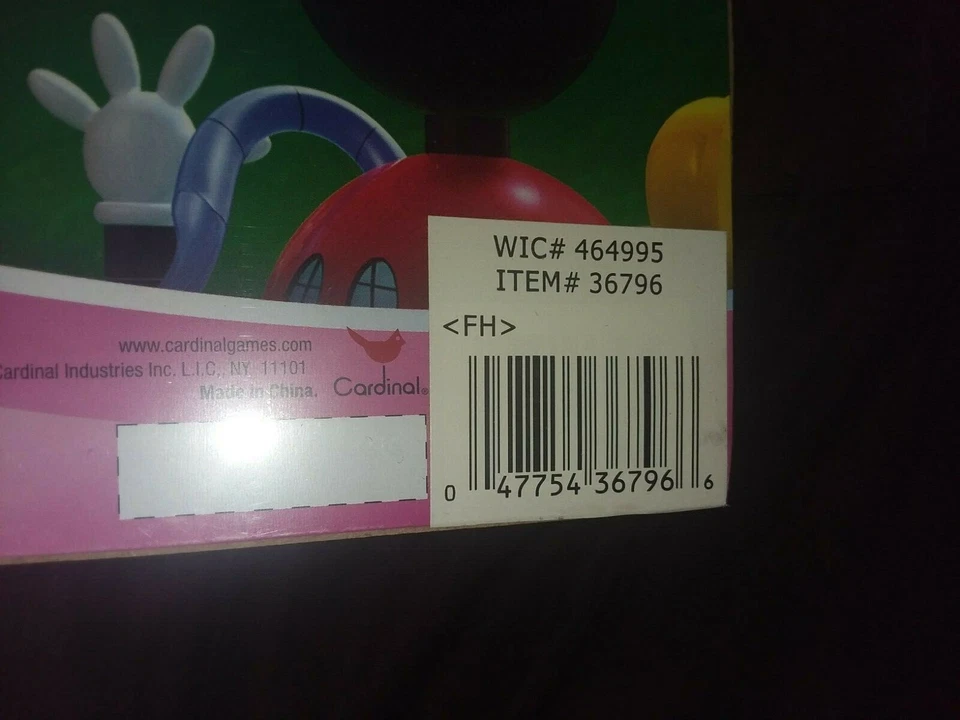 WIC# 464995
ITEM# 36796
<FH>
0 47754 36796 6
www.cardinalgames.com
Cardinal Industries Inc. L.I.C., NY 11101
Made in China.
Cardinal®